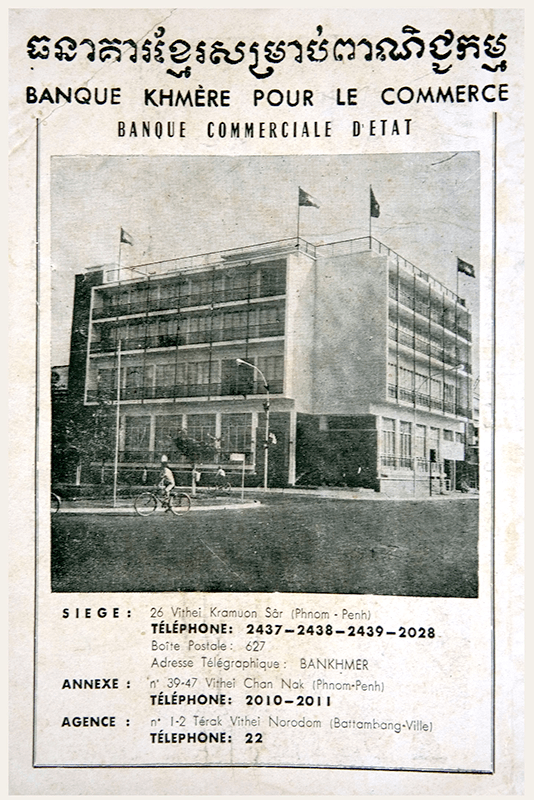 ធនាគារខ្មែរសម្រាប់ពាណិជ្ជកម្ម
BANQUE KHMÈRE POUR LE COMMERCE
BANQUE COMMERCIALE D'ETAT
SIEGE : 26 Vitheï Kramuon Sâr (Phnom - Penh)
TÉLÉPHONE: 2437—2438—2439—2028
Boîte Postale : 627
Adresse Télégraphique : BANKHMER
ANNEXE : n° 39-47 Vitheï Chan Nak (Phnom-Penh)
TÉLÉPHONE: 2010—2011
AGENCE : n° 1-2 Térak Vitheï Norodom (Battambang-Ville)
TÉLEPHONE: 22